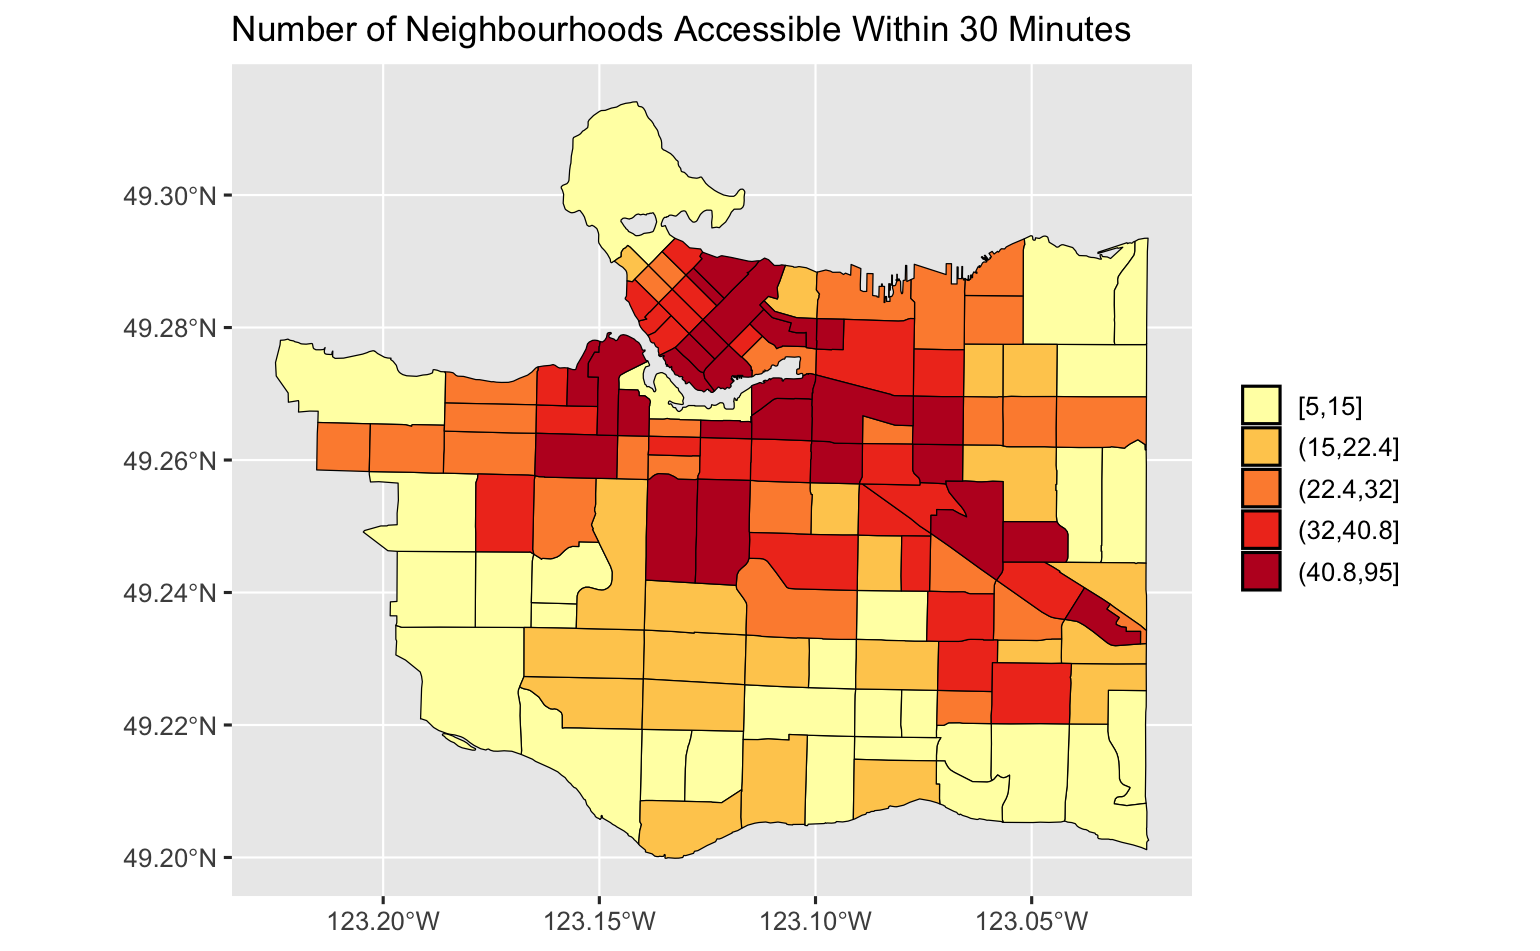 Number of Neighbourhoods Accessible Within 30 Minutes
49.30°N
49.28°N
49.26°N
49.24°N
49.22°N
49.20°N
123.20°W
123.15°W
123.10°W
123.05°W
[5,15]
(15,22.4]
(22.4,32]
(32,40.8]
(40.8,95]